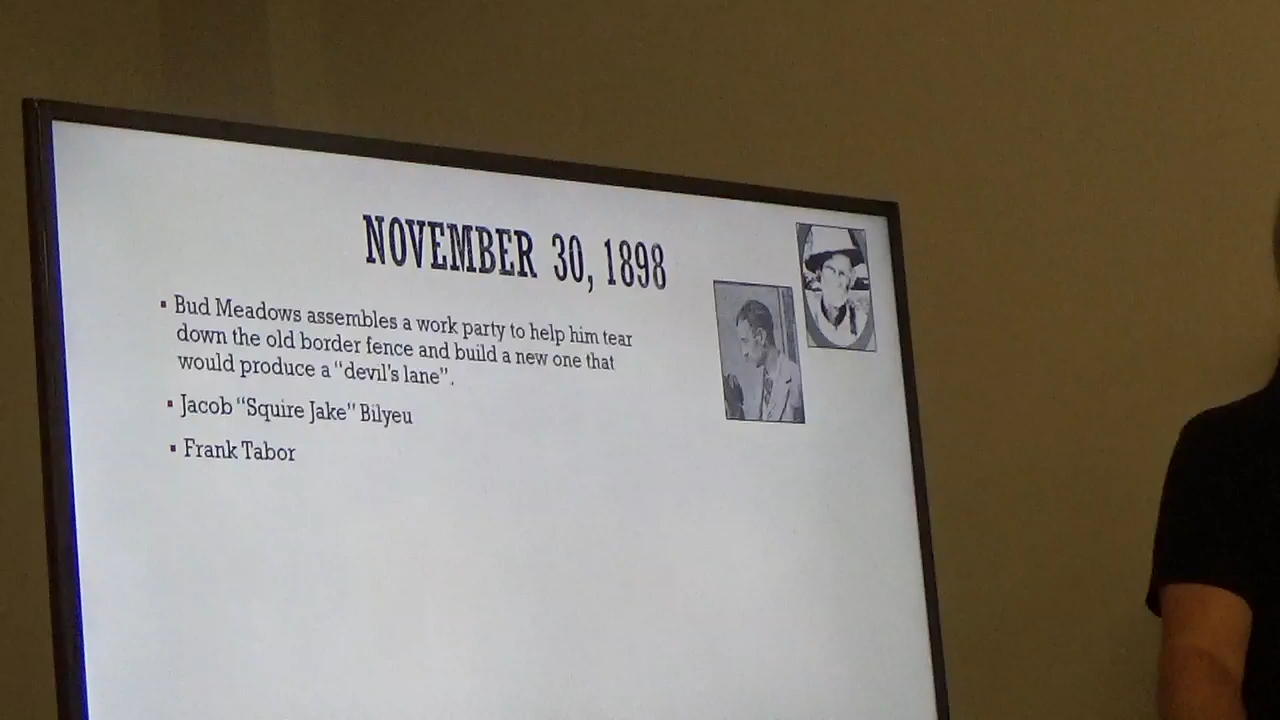 NOVEMBER 30, 1898
▪ Bud Meadows assembles a work party to help him tear
down the old border fence and build a new one that
would produce a "devil's lane".
▪ Jacob "Squire Jake" Bilyeu
▪ Frank Tabor